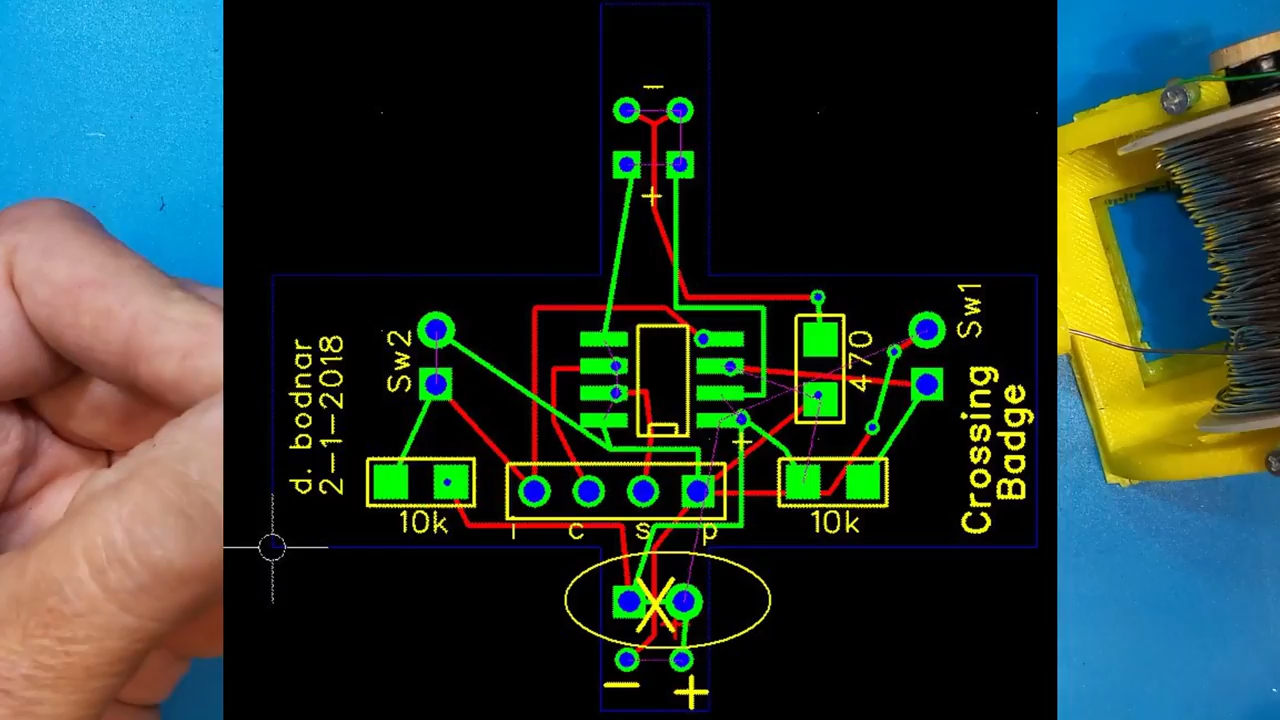 −
+
d. bodnar
2-1-2018
Sw2
470
Sw1
Crossing
Badge
+
10k
10k
i c s p
X
− +